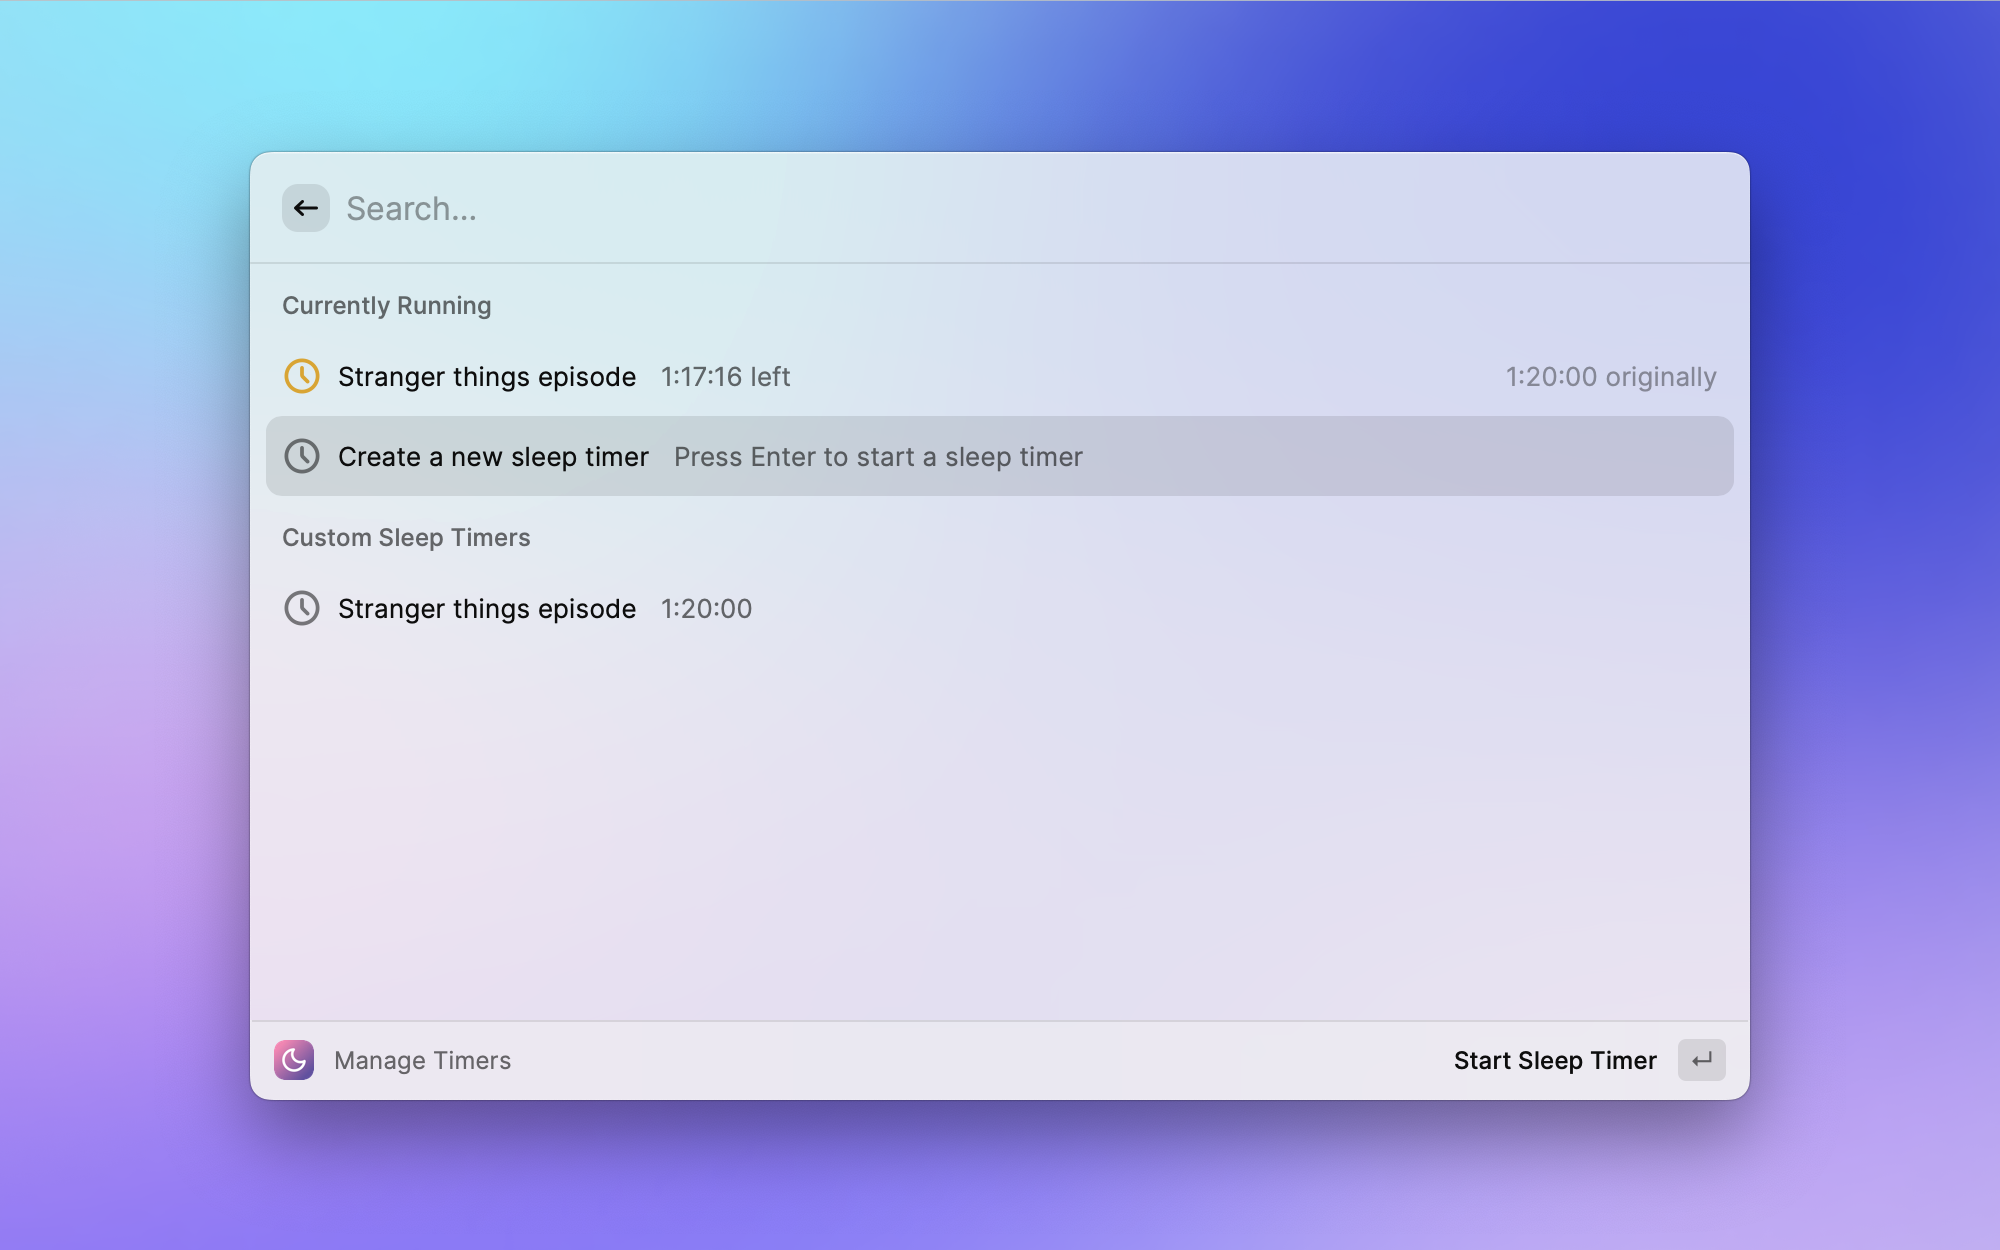 Search...
Currently Running
Stranger things episode 1:17:16 left 1:20:00 originally
Create a new sleep timer Press Enter to start a sleep timer
Custom Sleep Timers
Stranger things episode 1:20:00
Manage Timers Start Sleep Timer